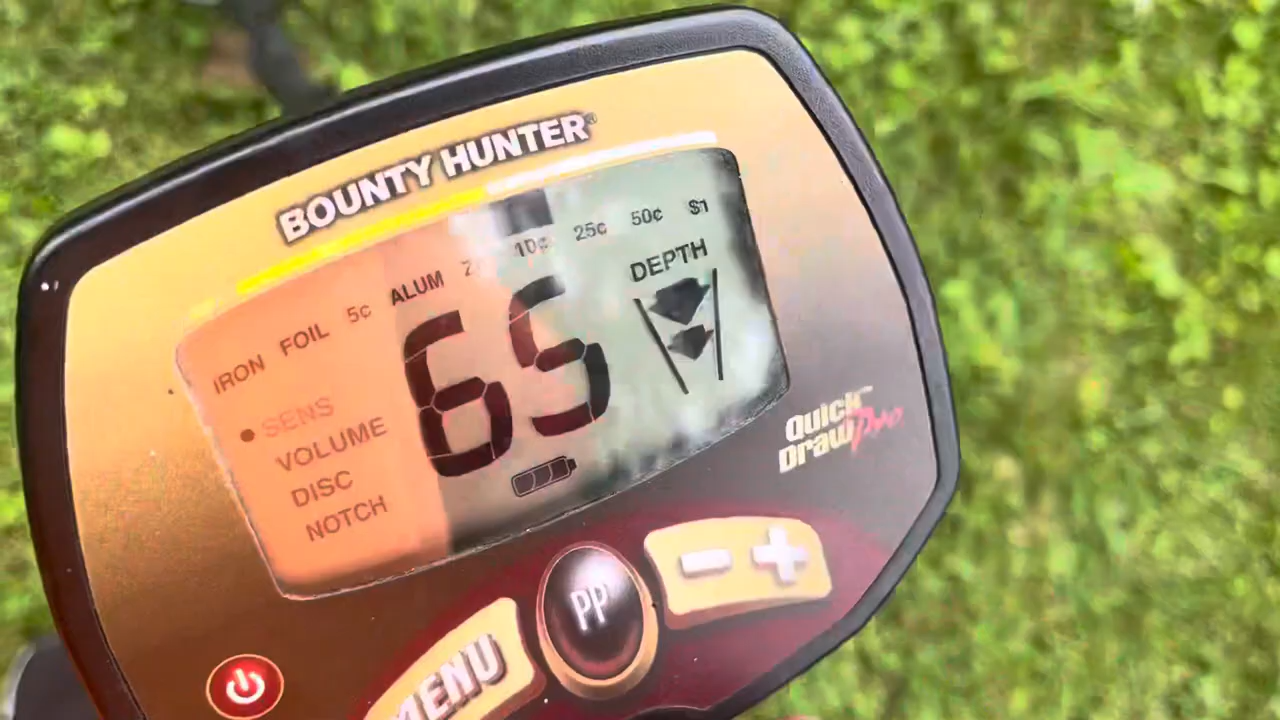 BOUNTY HUNTER®
IRON FOIL 5¢ ALUM 10¢ 25¢ 50¢ $1
DEPTH
65
SENS
VOLUME
DISC
NOTCH
Quick
Draw Pro
MENU
PP
- +